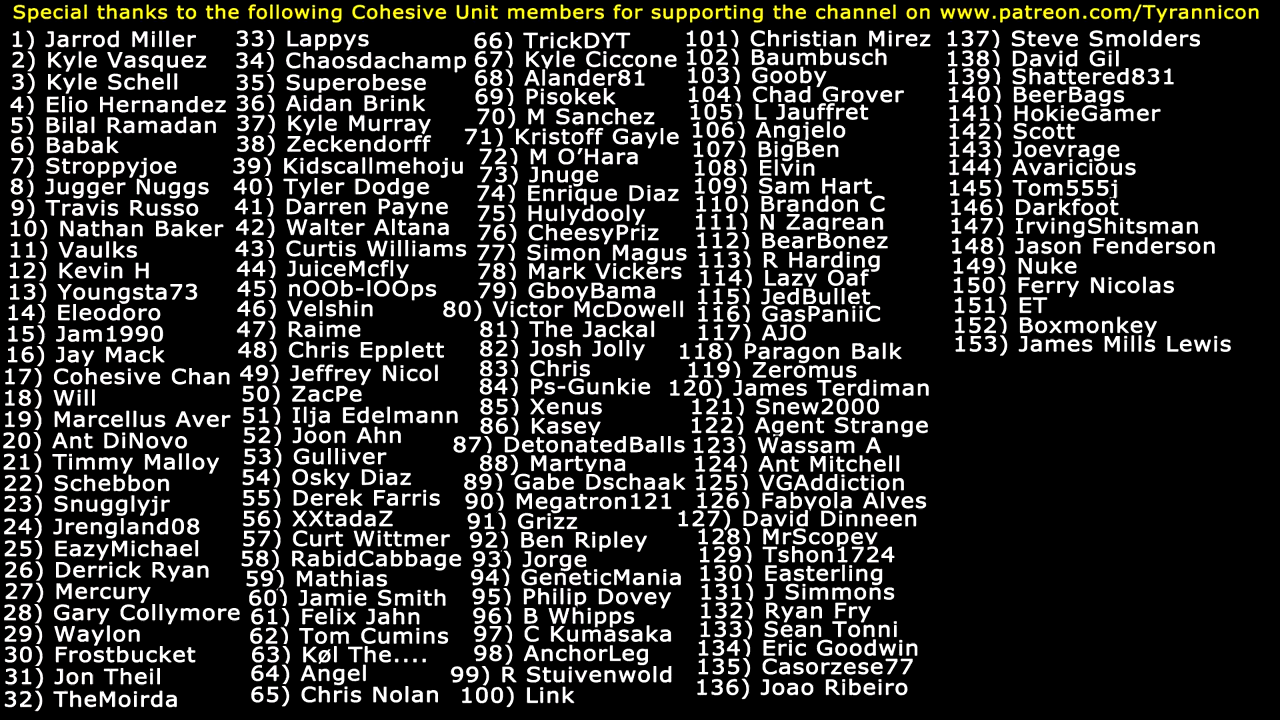 Special thanks to the following Cohesive Unit members for supporting the channel on www.patreon.com/Tyrannicon
1) Jarrod Miller
2) Kyle Vasquez
3) Kyle Schell
4) Elio Hernandez
5) Bilal Ramadan
6) Babak
7) Stroppyjoe
8) Jugger Nuggs
9) Travis Russo
10) Nathan Baker
11) Vaulks
12) Kevin H
13) Youngsta73
14) Eleodoro
15) Jam1990
16) Jay Mack
17) Cohesive Chan
18) Will
19) Marcellus Aver
20) Ant DiNovo
21) Timmy Malloy
22) Schebbon
23) Snugglyjr
24) Jrengland08
25) EazyMichael
26) Derrick Ryan
27) Mercury
28) Gary Collymore
29) Waylon
30) Frostbucket
31) Jon Theil
32) TheMoirda
33) Lappys
34) Chaosdachamp
35) Superobese
36) Aidan Brink
37) Kyle Murray
38) Zeckendorff
39) Kidscallmehoju
40) Tyler Dodge
41) Darren Payne
42) Walter Altana
43) Curtis Williams
44) JuiceMcfly
45) nOOb-lOOps
46) Velshin
47) Raime
48) Chris Epplett
49) Jeffrey Nicol
50) ZacPe
51) Ilja Edelmann
52) Joon Ahn
53) Gulliver
54) Osky Diaz
55) Derek Farris
56) XXtadaZ
57) Curt Wittmer
58) RabidCabbage
59) Mathias
60) Jamie Smith
61) Felix Jahn
62) Tom Cumins
63) Køl The....
64) Angel
65) Chris Nolan
66) TrickDYT
67) Kyle Ciccone
68) Alander81
69) Pisokek
70) M Sanchez
71) Kristoff Gayle
72) M O'Hara
73) Jnuge
74) Enrique Diaz
75) Hulydooly
76) CheesyPriz
77) Simon Magus
78) Mark Vickers
79) GboyBama
80) Victor McDowell
81) The Jackal
82) Josh Jolly
83) Chris
84) Ps-Gunkie
85) Xenus
86) Kasey
87) DetonatedBalls
88) Martyna
89) Gabe Dschaak
90) Megatron121
91) Grizz
92) Ben Ripley
93) Jorge
94) GeneticMania
95) Philip Dovey
96) B Whipps
97) C Kumasaka
98) AnchorLeg
99) R Stuivenwold
100) Link
101) Christian Mirez
102) Baumbusch
103) Gooby
104) Chad Grover
105) L Jauffret
106) Angjelo
107) BigBen
108) Elvin
109) Sam Hart
110) Brandon C
111) N Zagrean
112) BearBonez
113) R Harding
114) Lazy Oaf
115) JedBullet
116) GasPaniiC
117) AJO
118) Paragon Balk
119) Zeromus
120) James Terdiman
121) Snew2000
122) Agent Strange
123) Wassam A
124) Ant Mitchell
125) VGAddiction
126) Fabyola Alves
127) David Dinneen
128) MrScopey
129) Tshon1724
130) Easterling
131) J Simmons
132) Ryan Fry
133) Sean Tonni
134) Eric Goodwin
135) Casorzese77
136) Joao Ribeiro
137) Steve Smolders
138) David Gil
139) Shattered831
140) BeerBags
141) HokieGamer
142) Scott
143) Joevrage
144) Avaricious
145) Tom555j
146) Darkfoot
147) IrvingShitsman
148) Jason Fenderson
149) Nuke
150) Ferry Nicolas
151) ET
152) Boxmonkey
153) James Mills Lewis